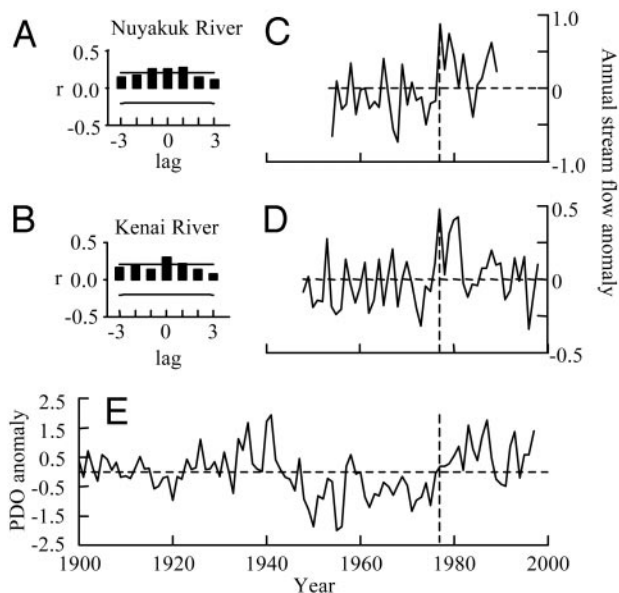 A
Nuyakuk River
0.5
r 0.0
-0.5
-3 0 3
lag
C
1.0
0
-1.0
B
Kenai River
0.5
r 0.0
-0.5
-3 0 3
lag
D
0.5
0
-0.5
Annual stream flow anomaly
E
2.5
1.5
0.5
-0.5
-1.5
-2.5
PDO anomaly
1900 1920 1940 1960 1980 2000
Year